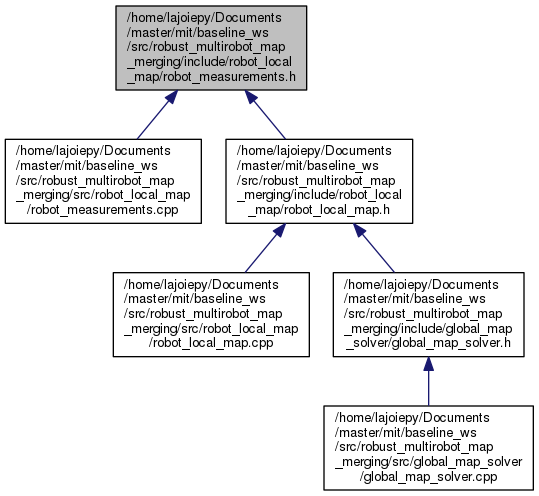 /home/lajoiepy/Documents
/master/mit/baseline_ws
/src/robust_multirobot_map
_merging/include/robot_local
_map/robot_measurements.h
/home/lajoiepy/Documents
/master/mit/baseline_ws
/src/robust_multirobot_map
_merging/src/robot_local_map
/robot_measurements.cpp
/home/lajoiepy/Documents
/master/mit/baseline_ws
/src/robust_multirobot_map
_merging/include/robot_local
_map/robot_local_map.h
/home/lajoiepy/Documents
/master/mit/baseline_ws
/src/robust_multirobot_map
_merging/src/robot_local_map
/robot_local_map.cpp
/home/lajoiepy/Documents
/master/mit/baseline_ws
/src/robust_multirobot_map
_merging/include/global_map
_solver/global_map_solver.h
/home/lajoiepy/Documents
/master/mit/baseline_ws
/src/robust_multirobot_map
_merging/src/global_map_solver
/global_map_solver.cpp